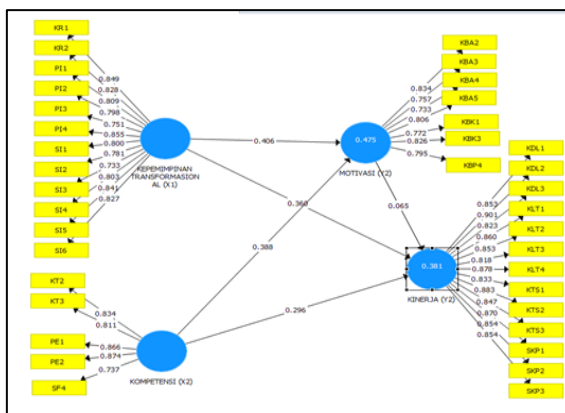 KR1
KR2
PI1
PI2
PI3
PI4
SI1
SI2
SI3
SI4
SI5
SI6
0.849
0.828
0.809
0.798
0.751
0.855
0.800
0.781
0.733
0.803
0.841
0.827
KEPEMIMPINAN
TRANSFORMASION
AL (X1)
0.406
0.360
0.388
0.296
0.065
KT2
KT3
PE1
PE2
SF4
0.834
0.811
0.866
0.874
0.737
KOMPETENSI (X2)
0.475
MOTIVASI (Y2)
0.834
0.757
0.733
0.806
0.772
0.826
0.795
KBA2
KBA3
KBA4
KBA5
KBK1
KBK3
KBP4
0.381
KINERJA (Y2)
0.853
0.901
0.823
0.860
0.853
0.818
0.878
0.833
0.883
0.847
0.870
0.854
0.854
KDL1
KDL2
KDL3
KLT1
KLT2
KLT3
KLT4
KTS1
KTS2
KTS3
SKP1
SKP2
SKP3